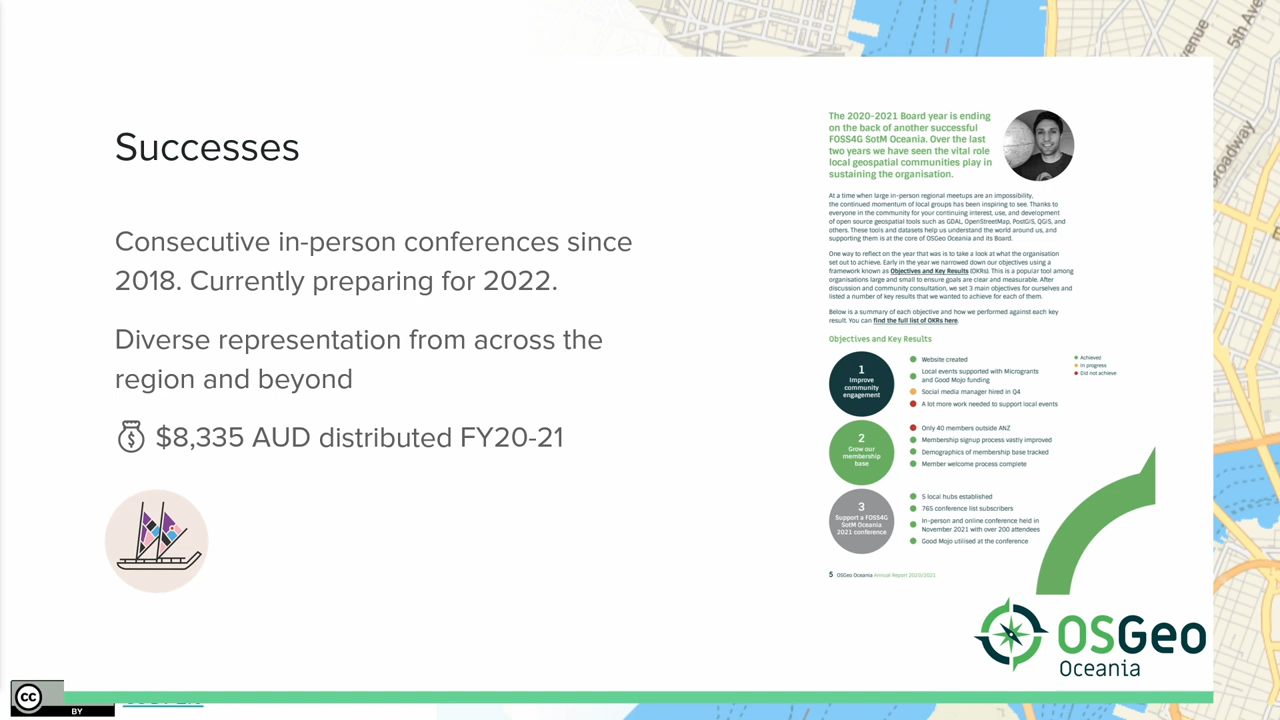 Successes
Consecutive in-person conferences since
2018. Currently preparing for 2022.
Diverse representation from across the
region and beyond
$8,335 AUD distributed FY20-21
The 2020-2021 Board year is ending
on the back of another successful
FOSS4G SotM Oceania. Over the last
two years we have seen the vital role
local geospatial communities play in
sustaining the organisation.
At a time when large in-person regional meetups are an impossibility,
the continued momentum of local groups has been inspiring to see. Thanks to
everyone in the community for your continuing interest, use, and development
of open source geospatial tools such as GDAL, OpenStreetMap, PostGIS, QGIS, and
others. These tools and datasets help us understand the world around us, and
supporting them is at the core of OSGeo Oceania and its Board.
One way to reflect on the year that was is to take a look at what the organisation
set out to achieve. Early in the year we narrowed down our objectives using a
framework known as Objectives and Key Results (OKRs). This is a popular tool among
organisations large and small to ensure goals are clear and measurable. After
discussion and community consultation, we set 3 main objectives for ourselves and
listed a number of key results that we wanted to achieve for each of them.
Below is a summary of each objective and how we performed against each key
result. You can find the full list of OKRs here.
Objectives and Key Results
1
Improve
community
engagement
Website created
Local events supported with Microgrants
and Good Mojo funding
Social media manager hired in Q4
A lot more work needed to support local events
Achieved
In progress
Did not achieve
2
Grow our
membership
base
Only 40 members outside ANZ
Membership signup process vastly improved
Demographics of membership base tracked
Member welcome process complete
3
Support a FOSS4G
SotM Oceania
2021 conference
5 local hubs established
765 conference list subscribers
In-person and online conference held in
November 2021 with over 200 attendees
Good Mojo utilised at the conference
5 OSGeo Oceania Annual Report 2020/2021
OSGeo
Oceania
cc
BY
5th Ave
Broadway